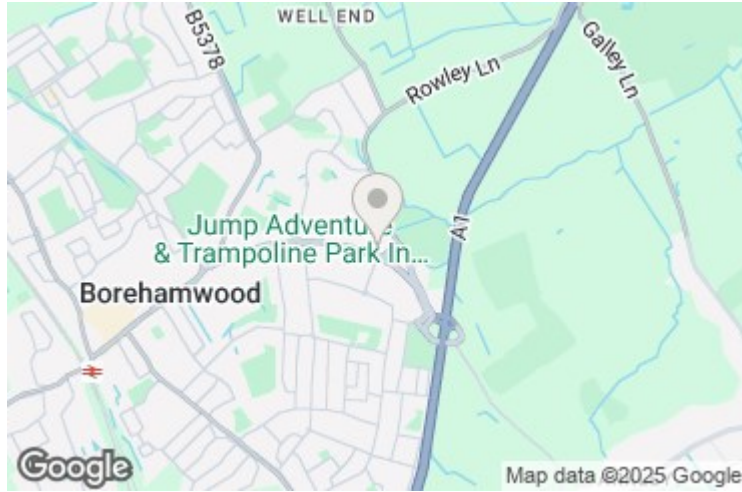 WELL END
B5378
Rowley Ln
Galley Ln
A1
Jump Adventure
& Trampoline Park In...
Borehamwood
Google
Map data ©2025 Google